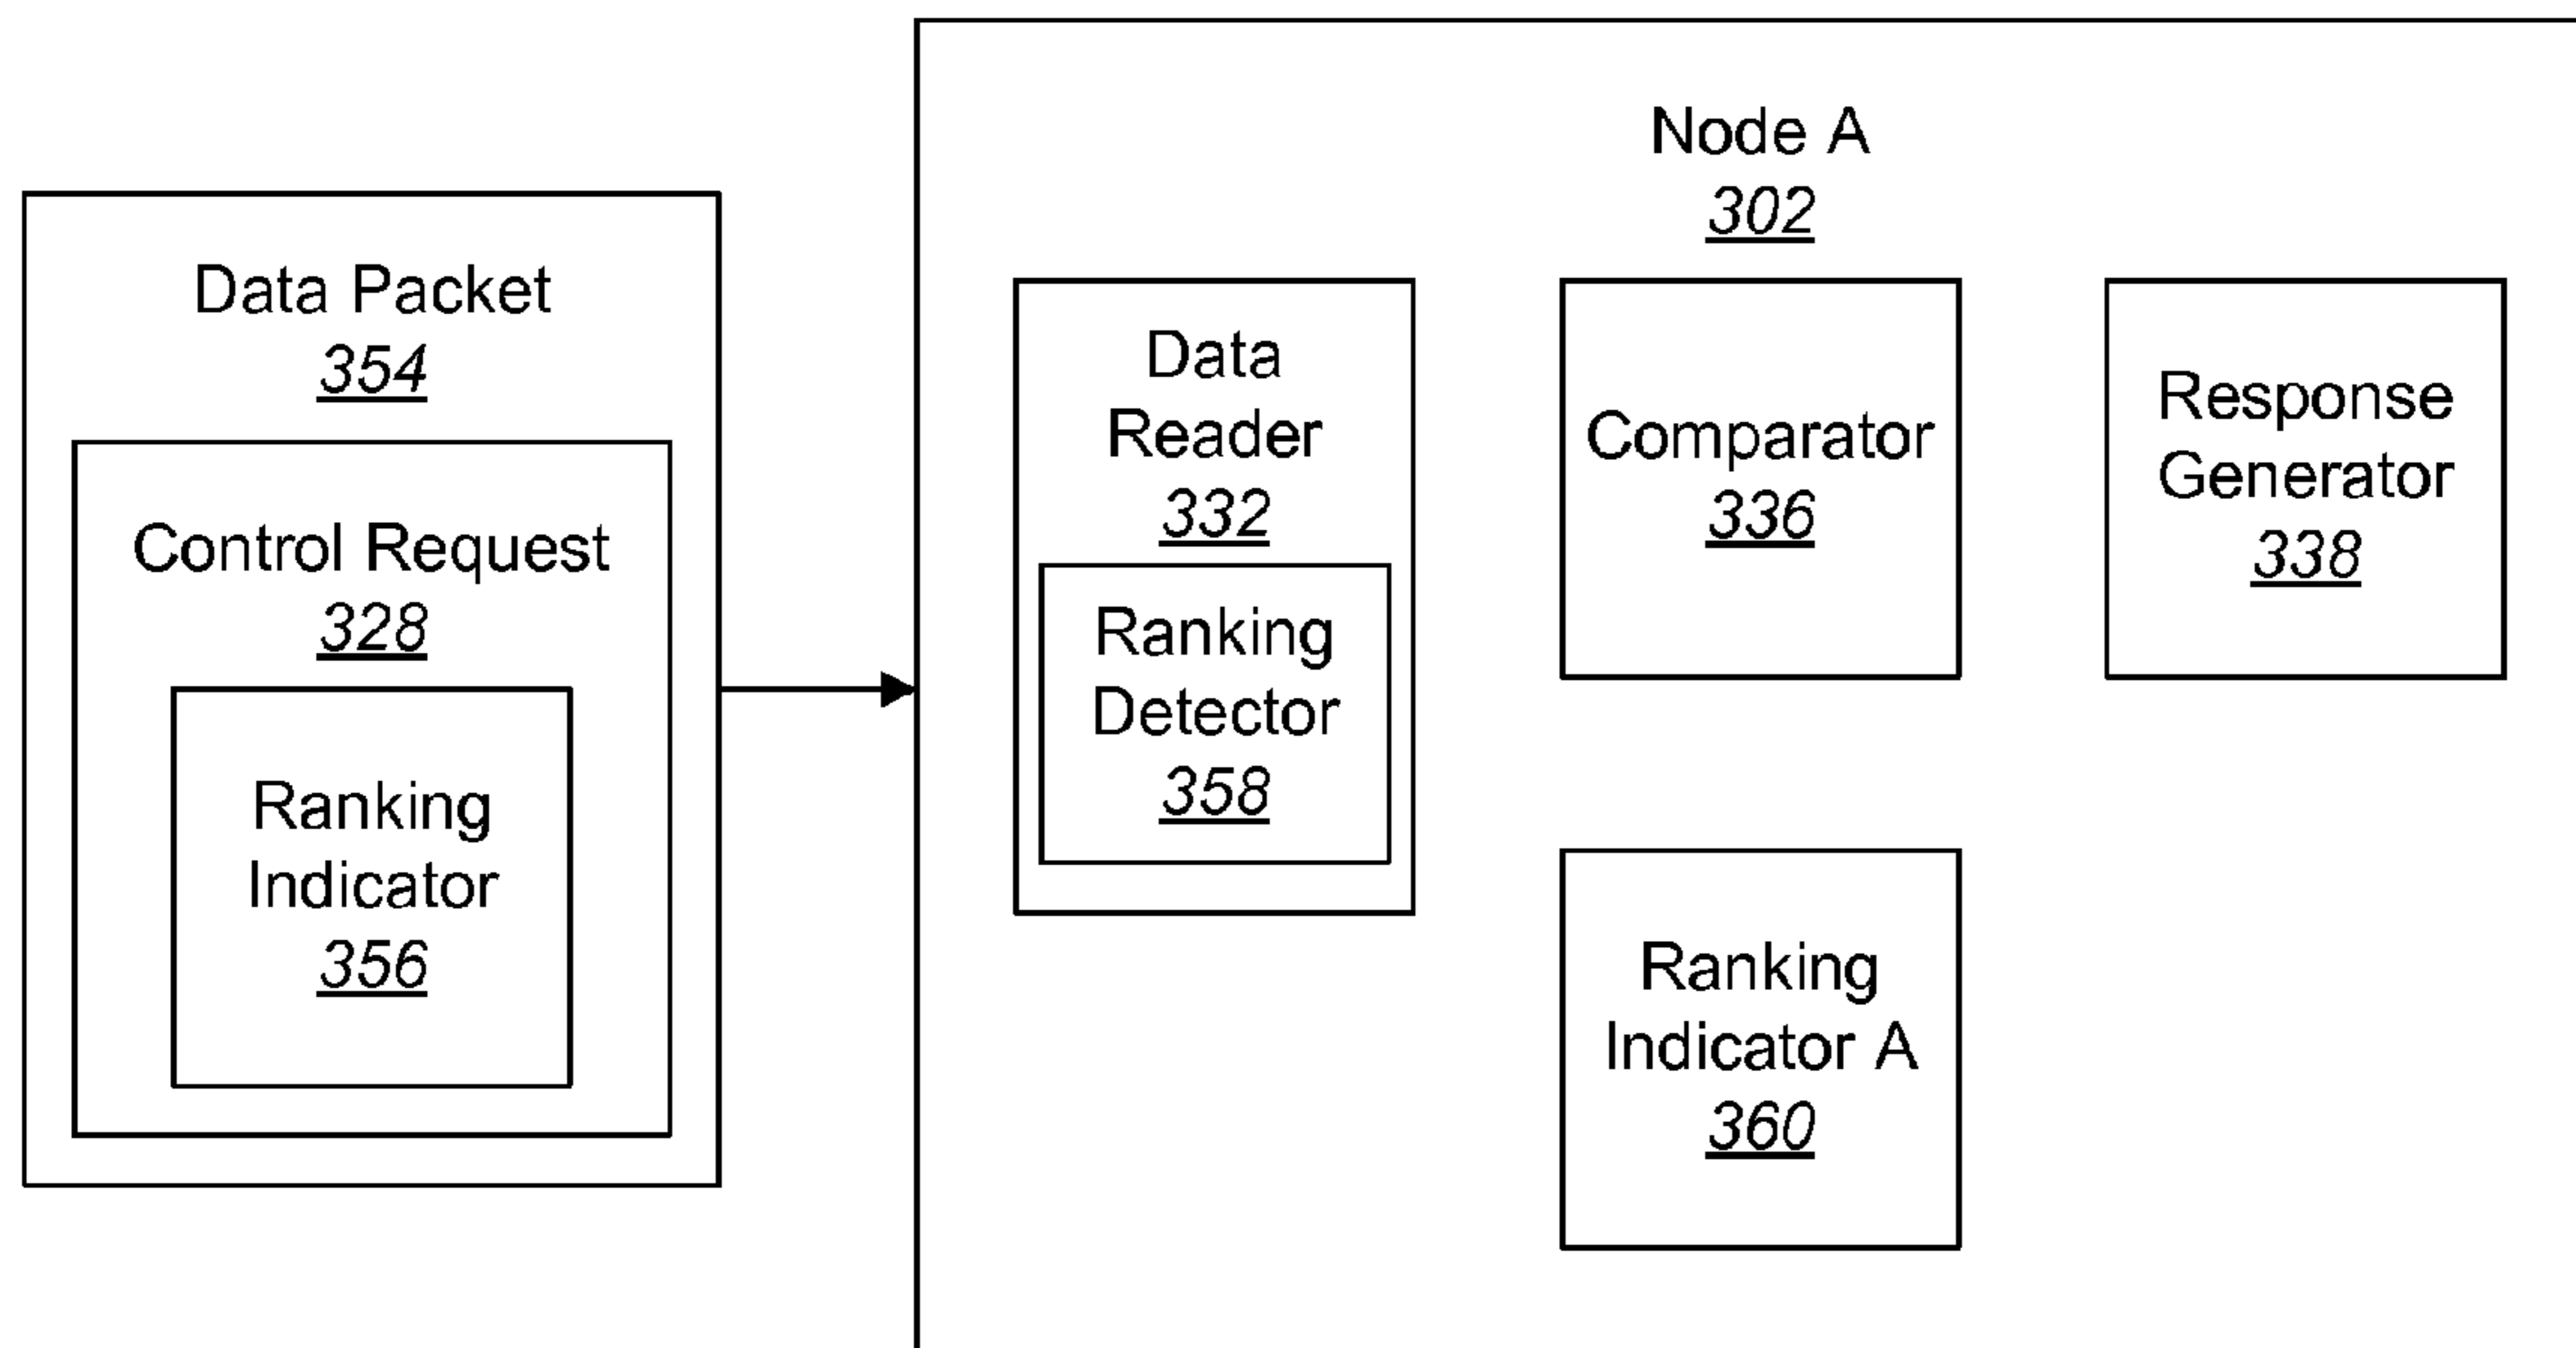 Data Packet
354
Control Request
328
Ranking
Indicator
356
Node A
302
Data
Reader
332
Ranking
Detector
358
Comparator
336
Response
Generator
338
Ranking
Indicator A
360